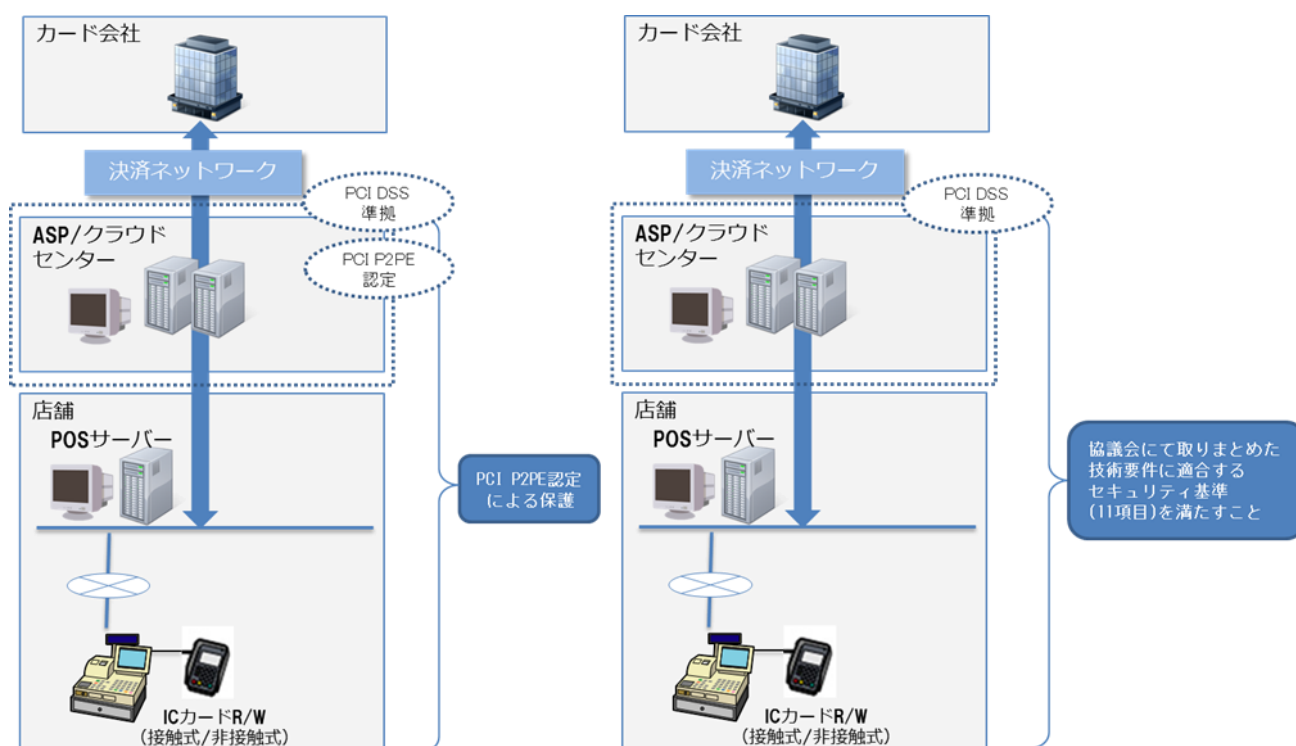 カード会社
決済ネットワーク
PCI DSS
準拠
ASP/クラウド
センター
PCI P2PE
認定
店舗
POSサーバー
PCI P2PE認定
による保護
ICカードR/W
(接触式/非接触式)
カード会社
決済ネットワーク
PCI DSS
準拠
ASP/クラウド
センター
店舗
POSサーバー
協議会にて取りまとめた
技術要件に適合する
セキュリティ基準
(11項目)を満たすこと
ICカードR/W
(接触式/非接触式)